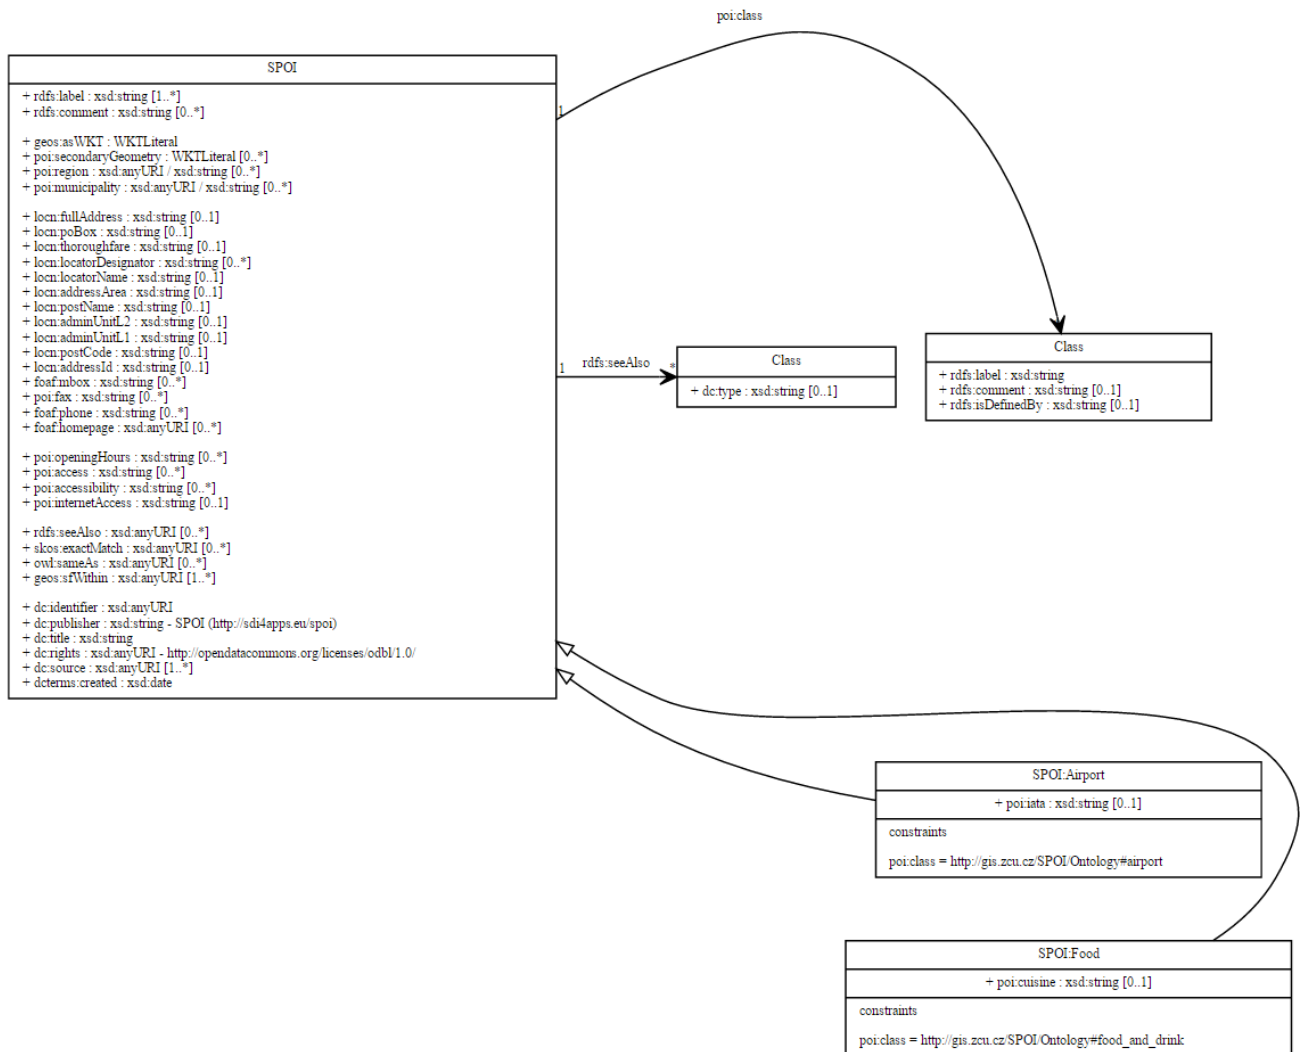 poi:class
SPOI
+ rdfs:label : xsd:string [1..*]
+ rdfs:comment : xsd:string [0..*]
+ geos:asWKT : WKTLiteral
+ poi:secondaryGeometry : WKTLiteral [0..*]
+ poi:region : xsd:anyURI / xsd:string [0..*]
+ poi:municipality : xsd:anyURI / xsd:string [0..*]
+ locn:fullAddress : xsd:string [0..1]
+ locn:poBox : xsd:string [0..1]
+ locn:thoroughfare : xsd:string [0..1]
+ locn:locatorDesignator : xsd:string [0..*]
+ locn:locatorName : xsd:string [0..1]
+ locn:addressArea : xsd:string [0..1]
+ locn:postName : xsd:string [0..1]
+ locn:adminUnitL2 : xsd:string [0..1]
+ locn:adminUnitL1 : xsd:string [0..1]
+ locn:postCode : xsd:string [0..1]
+ locn:addressId : xsd:string [0..1]
+ foaf:mbox : xsd:string [0..*]
+ poi:fax : xsd:string [0..*]
+ foaf:phone : xsd:string [0..*]
+ foaf:homepage : xsd:anyURI [0..*]
+ poi:openingHours : xsd:string [0..*]
+ poi:access : xsd:string [0..*]
+ poi:accessibility : xsd:string [0..*]
+ poi:internetAccess : xsd:string [0..1]
+ rdfs:seeAlso : xsd:anyURI [0..*]
+ skos:exactMatch : xsd:anyURI [0..*]
+ owl:sameAs : xsd:anyURI [0..*]
+ geos:sfWithin : xsd:anyURI [1..*]
+ dc:identifier : xsd:anyURI
+ dc:publisher : xsd:string - SPOI (http://sdi4apps.eu/spoi)
+ dc:title : xsd:string
+ dc:rights : xsd:anyURI - http://opendatacommons.org/licenses/odbl/1.0/
+ dc:source : xsd:anyURI [1..*]
+ dcterms:created : xsd:date
1
1
rdfs:seeAlso
*
Class
+ dc:type : xsd:string [0..1]
Class
+ rdfs:label : xsd:string
+ rdfs:comment : xsd:string [0..1]
+ rdfs:isDefinedBy : xsd:string [0..1]
SPOI:Airport
+ poi:iata : xsd:string [0..1]
constraints
poi:class = http://gis.zcu.cz/SPOI/Ontology#airport
SPOI:Food
+ poi:cuisine : xsd:string [0..1]
constraints
poi:class = http://gis.zcu.cz/SPOI/Ontology#food_and_drink